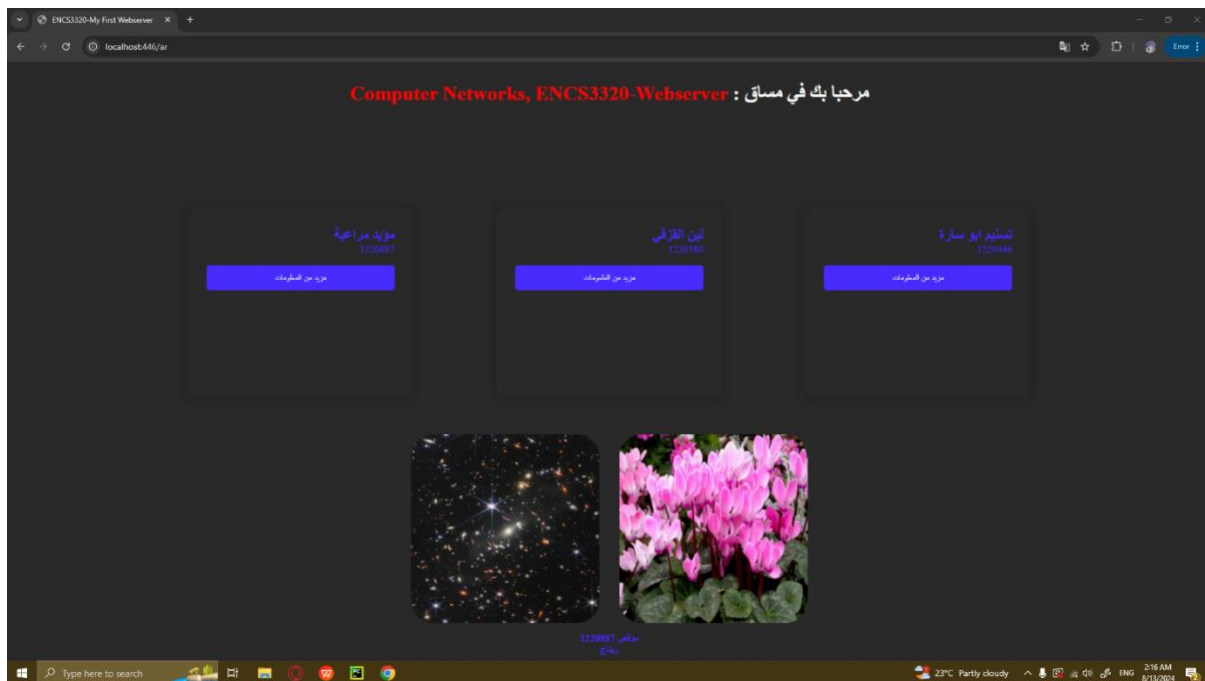 ENCS3320-My First Webserver
localhost:446/ar
Error
مرحبا بك في مساق : Computer Networks, ENCS3320-Webserver
تسنيم ابو سارة
1220446
مزيد من المعلومات
لين القزقي
1220380
مزيد من
مؤيد مراعبة
1220887
مزيد من المعلومات
1220887
Type here to search
23°C Partly cloudy
ENG
2:16 AM
8/13/2024